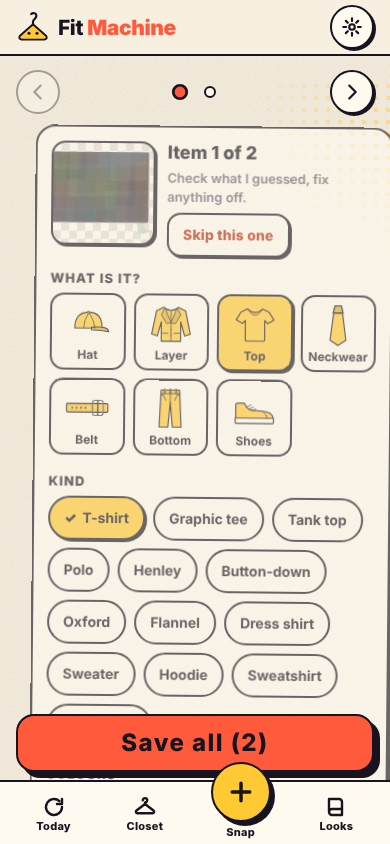 Fit Machine
Item 1 of 2
Check what I guessed, fix
anything off.
Skip this one
WHAT IS IT?
Hat
Layer
Top
Neckwear
Belt
Bottom
Shoes
KIND
T-shirt
Graphic tee
Tank top
Polo
Henley
Button-down
Oxford
Flannel
Dress shirt
Sweater
Hoodie
Sweatshirt
Save all (2)
Today
Closet
Snap
Looks